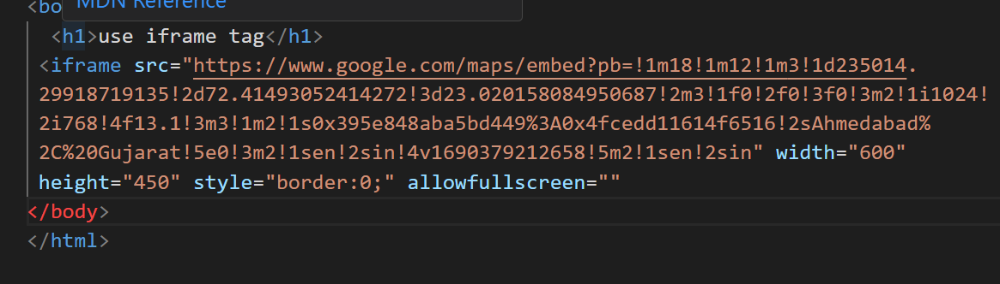 <bo
MDN Reference
<h1>use iframe tag</h1>
<iframe src="https://www.google.com/maps/embed?pb=!1m18!1m12!1m3!1d235014.
29918719135!2d72.41493052414272!3d23.020158084950687!2m3!1f0!2f0!3f0!3m2!1i1024!
2i768!4f13.1!3m3!1m2!1s0x395e848aba5bd449%3A0x4fcedd11614f6516!2sAhmedabad%
2C%20Gujarat!5e0!3m2!1sen!2sin!4v1690379212658!5m2!1sen!2sin" width="600"
height="450" style="border:0;" allowfullscreen=""
</body>
</html>